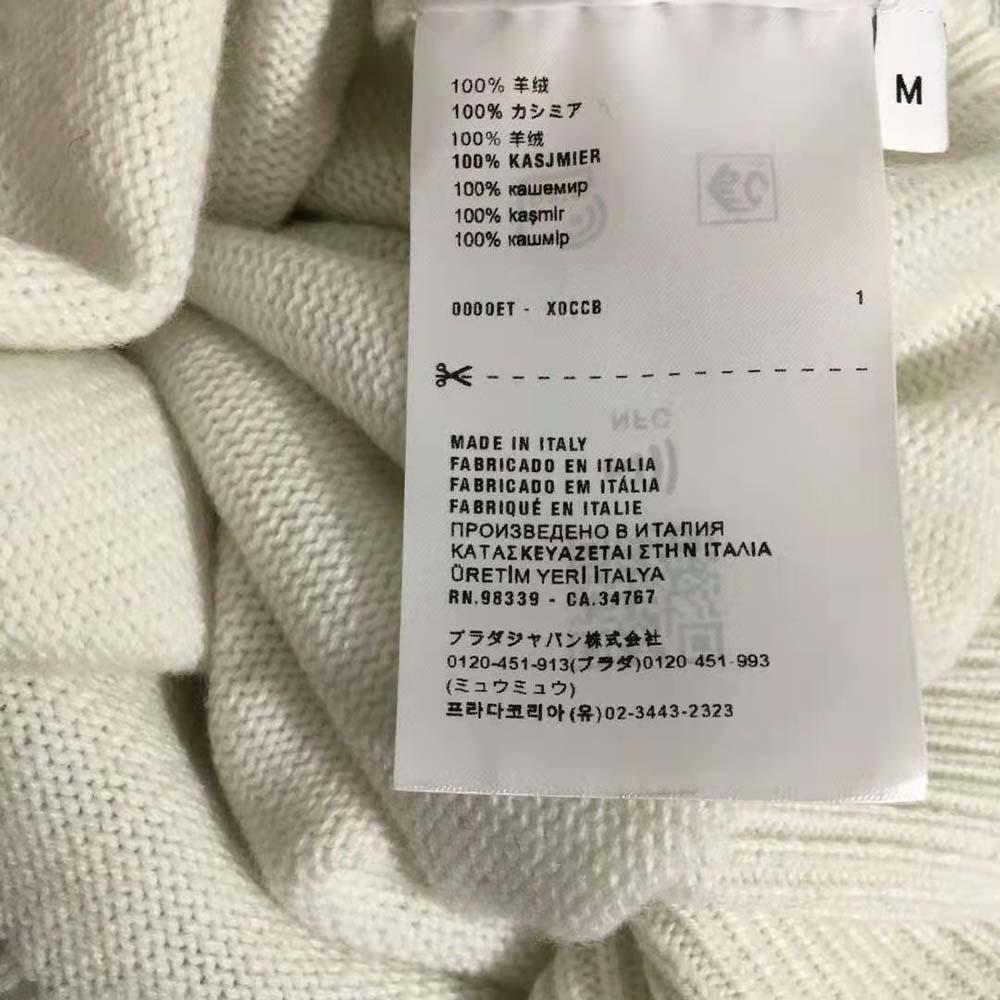 M
100% 羊绒
100% カシミア
100% 羊绒
100% KASJMIER
100% кашемир
100% kaşmir
100% кашмір
0000ET - X0CCB 1
MADE IN ITALY
FABRICADO EN ITALIA
FABRICADO EM ITÁLIA
FABRIQUÉ EN ITALIE
ПРОИЗВЕДЕНО В ИТАЛИЯ
ΚΑΤΑΣΚΕΥΑΖΕΤΑΙ ΣΤΗΝ ΙΤΑΛΙΑ
ÜRETİM YERİ İTALYA
RN.98339 - CA.34767
プラダジャパン株式会社
0120-451-913(プラダ)0120 451-993
(ミュウミュウ)
프라다코리아(유)02-3443-2323
NFC